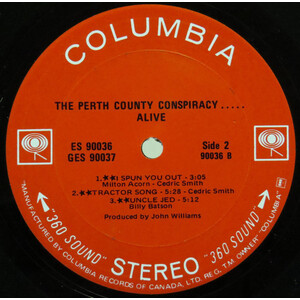 COLUMBIA
THE PERTH COUNTY CONSPIRACY.....
ALIVE
ES 90036
GES 90037
Side 2
90036 B
1.★★I SPUN YOU OUT - 3:05
Milton Acorn - Cedric Smith
2.★★TRACTOR SONG - 5:28 - Cedric Smith
3.★★UNCLE JED - 5:12
Billy Batson
Produced by John Williams
"360 SOUND" STEREO "360 SOUND"
"MANUFACTURED BY COLUMBIA RECORDS OF CANADA, LTD. REG. T.M. OWNER" "COLUMBIA"